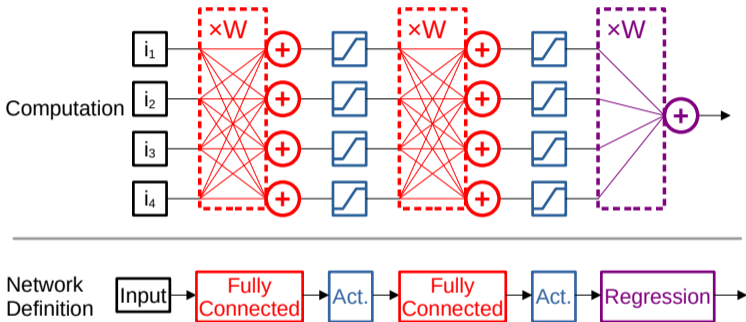 ×W ×W ×W
i1
i2
Computation
i3
i4
+ + +
+ +
+ +
+ +
Network Definition
Input
Fully Connected
Act.
Fully Connected
Act.
Regression